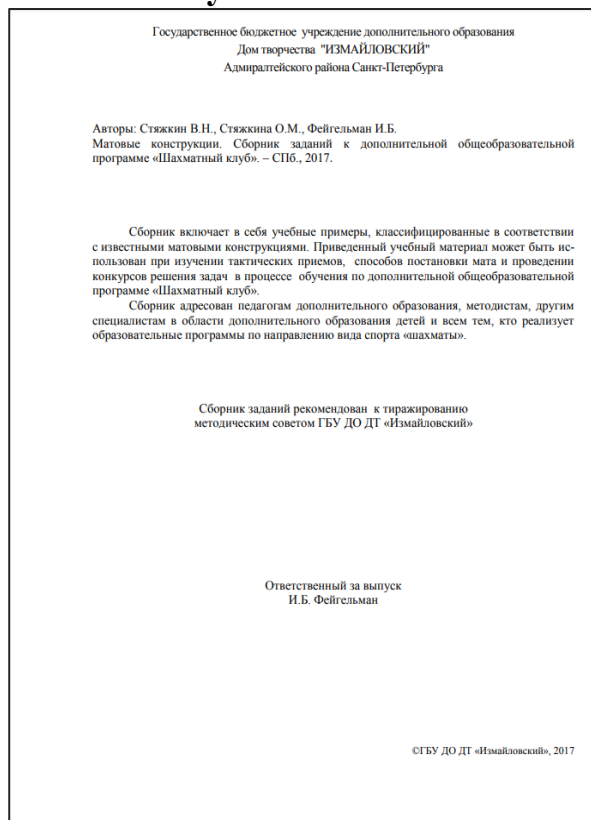 Государственное бюджетное учреждение дополнительного образования
Дом творчества "ИЗМАЙЛОВСКИЙ"
Адмиралтейского района Санкт-Петербурга
Авторы: Стяжкин В.Н., Стяжкина О.М., Фейгельман И.Б.
Матовые конструкции. Сборник заданий к дополнительной общеобразовательной
программе «Шахматный клуб». – СПб., 2017.
Сборник включает в себя учебные примеры, классифицированные в соответствии
с известными матовыми конструкциями. Приведенный учебный материал может быть ис-
пользован при изучении тактических приемов, способов постановки мата и проведении
конкурсов решения задач в процессе обучения по дополнительной общеобразовательной
программе «Шахматный клуб».
Сборник адресован педагогам дополнительного образования, методистам, другим
специалистам в области дополнительного образования детей и всем тем, кто реализует
образовательные программы по направлению вида спорта «шахматы».
Сборник заданий рекомендован к тиражированию
методическим советом ГБУ ДО ДТ «Измайловский»
Ответственный за выпуск
И.Б. Фейгельман
©ГБУ ДО ДТ «Измайловский», 2017